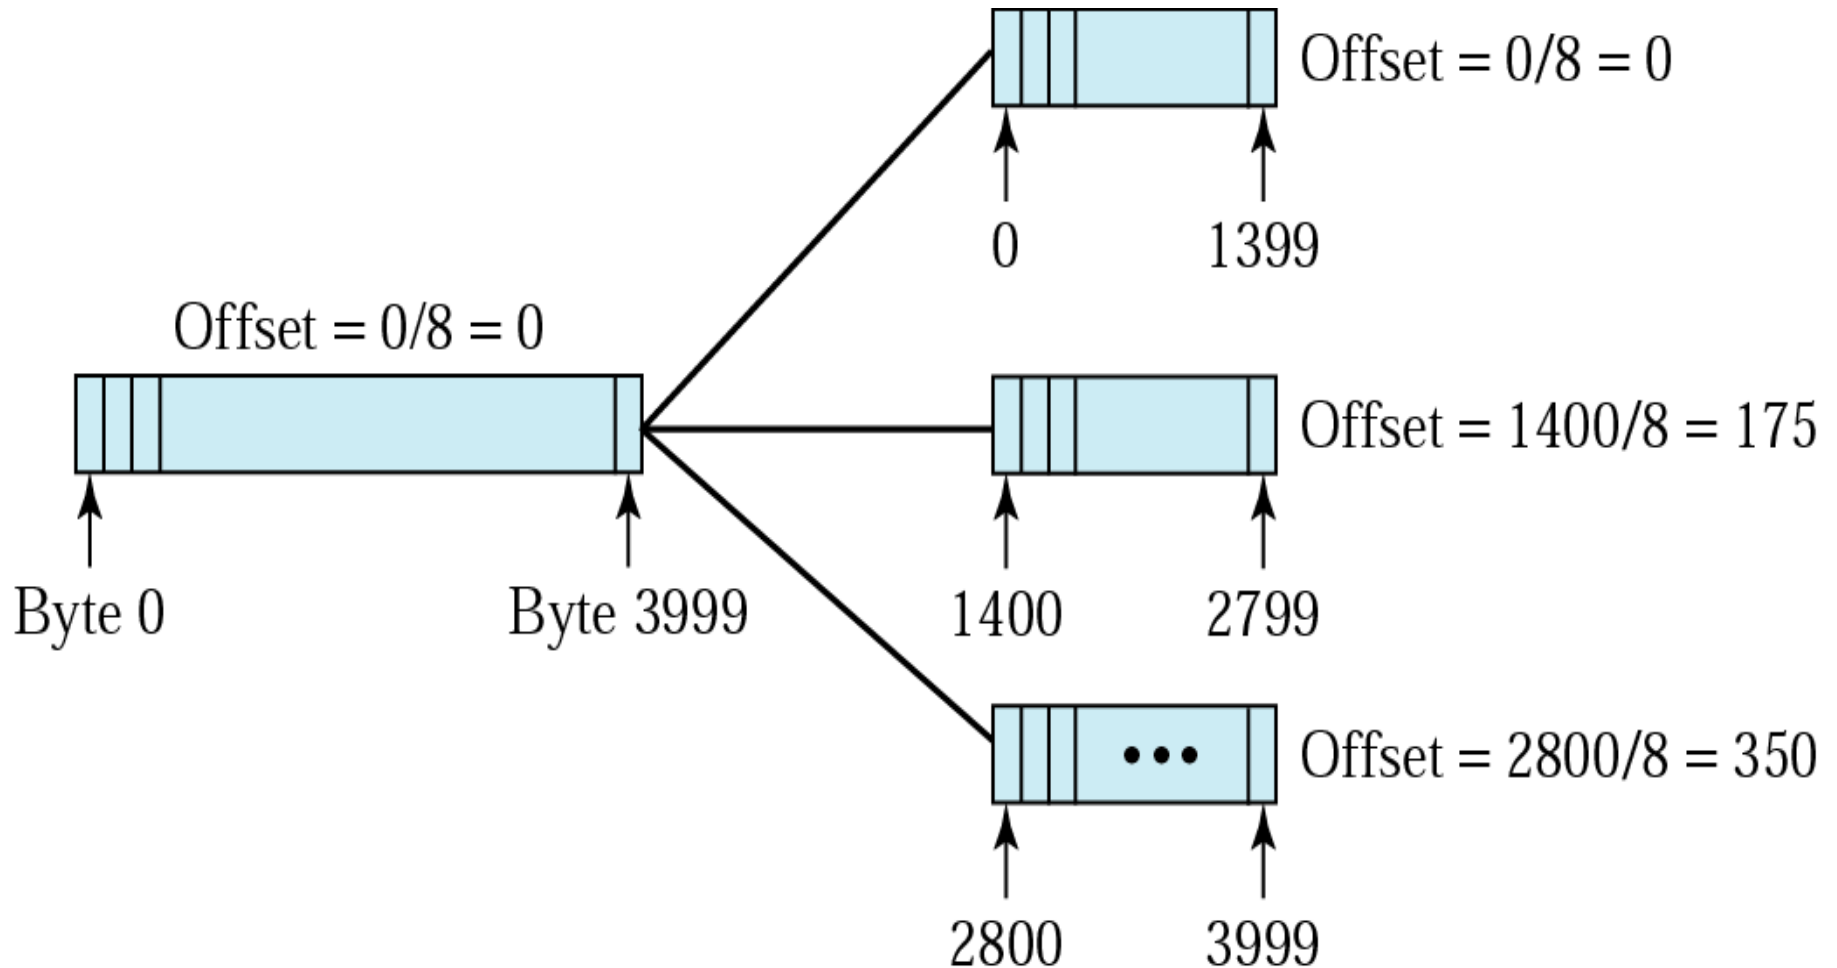 Offset = 0/8 = 0
0 1399
Offset = 0/8 = 0
Byte 0 Byte 3999
Offset = 1400/8 = 175
1400 2799
Offset = 2800/8 = 350
2800 3999